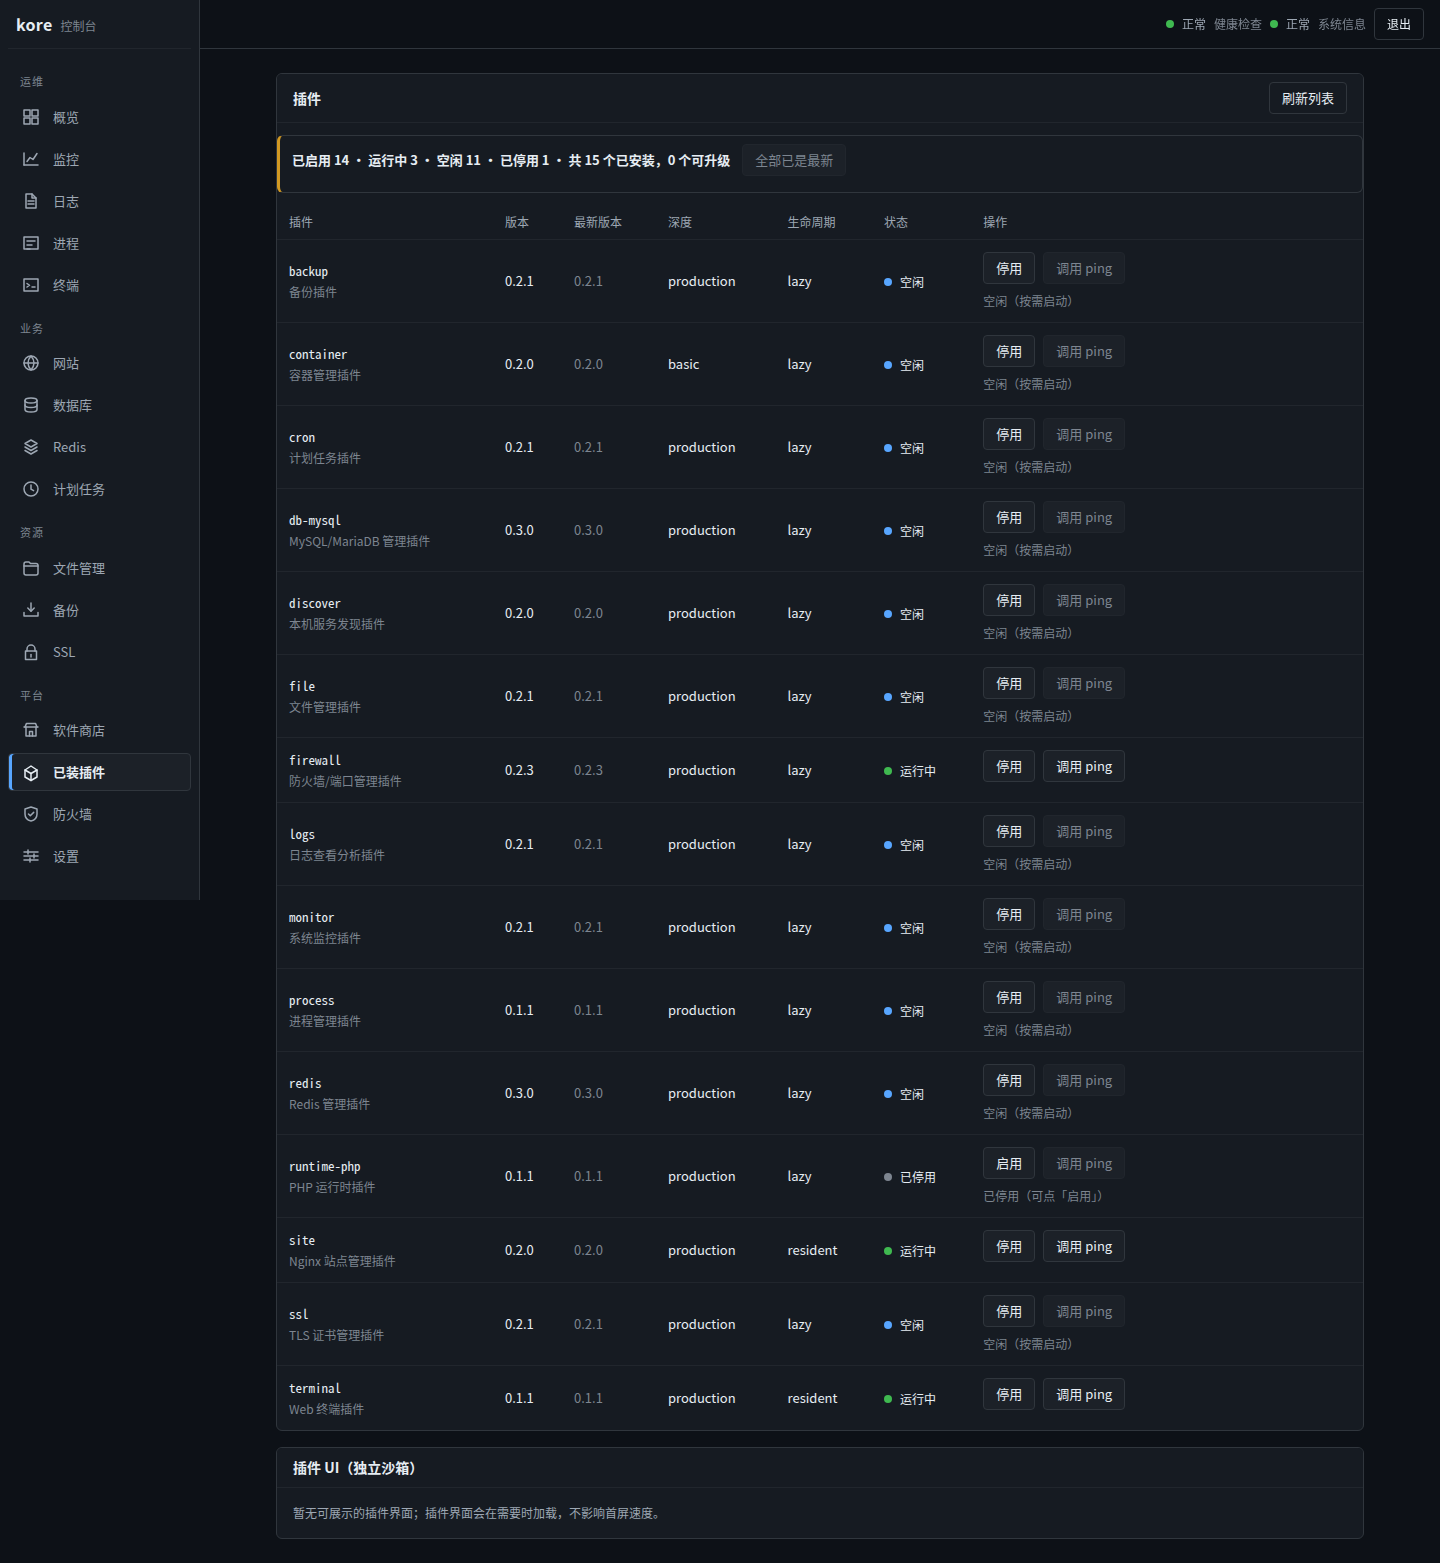 kore 控制台
正常 健康检查 正常 系统信息 退出
运维
概览
监控
日志
进程
终端
业务
网站
数据库
Redis
计划任务
资源
文件管理
备份
SSL
平台
软件商店
已装插件
防火墙
设置
插件 刷新列表
已启用 14 · 运行中 3 · 空闲 11 · 已停用 1 · 共 15 个已安装，0 个可升级 全部已是最新
插件 版本 最新版本 深度 生命周期 状态 操作
backup
备份插件
0.2.1 0.2.1 production lazy 空闲 停用 调用 ping
空闲（按需启动）
container
容器管理插件
0.2.0 0.2.0 basic lazy 空闲 停用 调用 ping
空闲（按需启动）
cron
计划任务插件
0.2.1 0.2.1 production lazy 空闲 停用 调用 ping
空闲（按需启动）
db-mysql
MySQL/MariaDB 管理插件
0.3.0 0.3.0 production lazy 空闲 停用 调用 ping
空闲（按需启动）
discover
本机服务发现插件
0.2.0 0.2.0 production lazy 空闲 停用 调用 ping
空闲（按需启动）
file
文件管理插件
0.2.1 0.2.1 production lazy 空闲 停用 调用 ping
空闲（按需启动）
firewall
防火墙/端口管理插件
0.2.3 0.2.3 production lazy 运行中 停用 调用 ping
logs
日志查看分析插件
0.2.1 0.2.1 production lazy 空闲 停用 调用 ping
空闲（按需启动）
monitor
系统监控插件
0.2.1 0.2.1 production lazy 空闲 停用 调用 ping
空闲（按需启动）
process
进程管理插件
0.1.1 0.1.1 production lazy 空闲 停用 调用 ping
空闲（按需启动）
redis
Redis 管理插件
0.3.0 0.3.0 production lazy 空闲 停用 调用 ping
空闲（按需启动）
runtime-php
PHP 运行时插件
0.1.1 0.1.1 production lazy 已停用 启用 调用 ping
已停用（可点「启用」）
site
Nginx 站点管理插件
0.2.0 0.2.0 production resident 运行中 停用 调用 ping
ssl
TLS 证书管理插件
0.2.1 0.2.1 production lazy 空闲 停用 调用 ping
空闲（按需启动）
terminal
Web 终端插件
0.1.1 0.1.1 production resident 运行中 停用 调用 ping
插件 UI（独立沙箱）
暂无可展示的插件界面；插件界面会在需要时加载，不影响首屏速度。